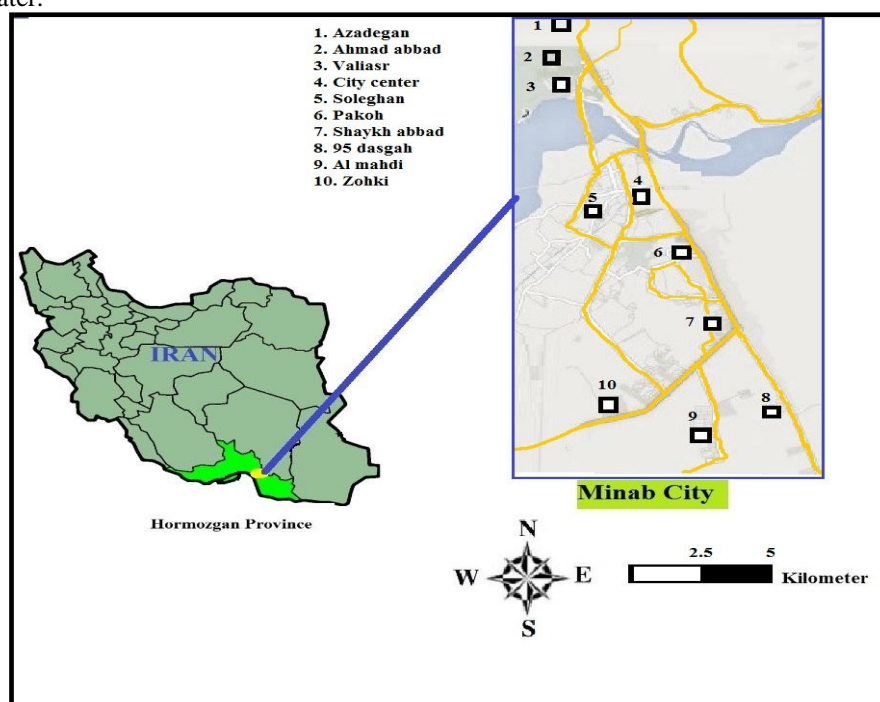 ater.
1. Azadegan
2. Ahmad abbad
3. Valiasr
4. City center
5. Soleghan
6. Pakoh
7. Shaykh abbad
8. 95 dasgah
9. Al mahdi
10. Zohki
1
2
3
4
5
6
7
8
9
10
IRAN
Hormozgan Province
Minab City
N
W E
S
2.5 5
Kilometer